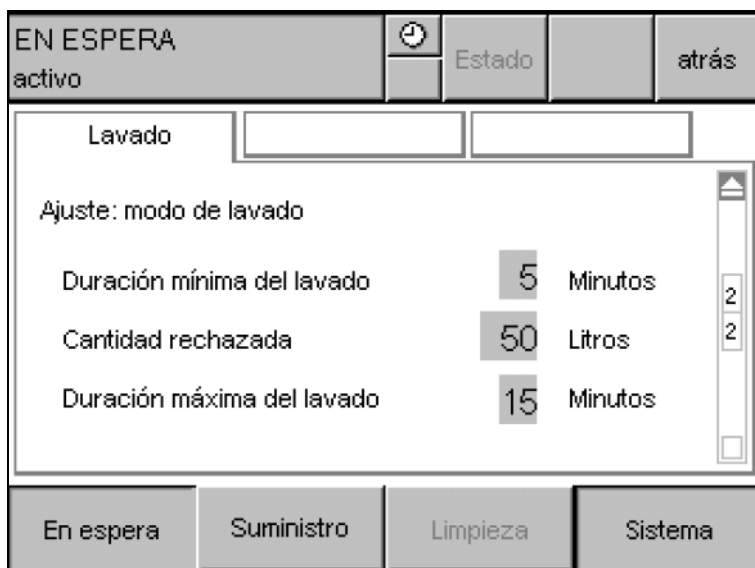 EN ESPERA
activo
Estado
atrás
Lavado
Ajuste: modo de lavado
Duración mínima del lavado 5 Minutos
Cantidad rechazada 50 Litros
Duración máxima del lavado 15 Minutos
2
2
En espera Suministro Limpieza Sistema